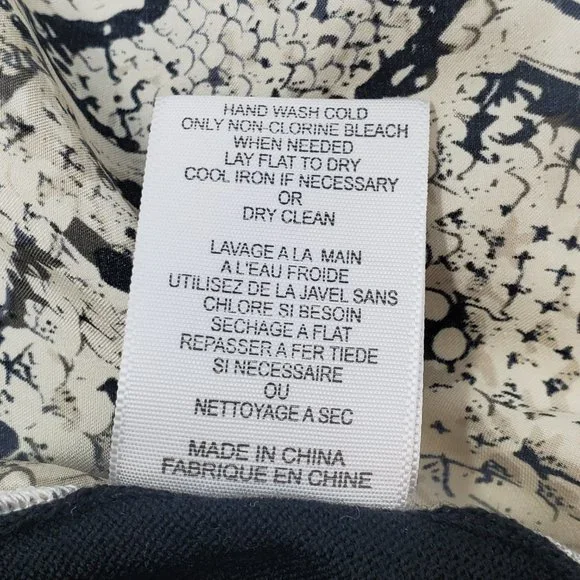 HAND WASH COLD
ONLY NON-CLORINE BLEACH
WHEN NEEDED
LAY FLAT TO DRY
COOL IRON IF NECESSARY
OR
DRY CLEAN
LAVAGE A LA MAIN
A L'EAU FROIDE
UTILISEZ DE LA JAVEL SANS
CHLORE SI BESOIN
SECHAGE A FLAT
REPASSER A FER TIEDE
SI NECESSAIRE
OU
NETTOYAGE A SEC
MADE IN CHINA
FABRIQUE EN CHINE